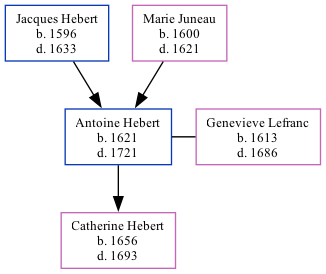 Jacques Hebert
b. 1596
d. 1633
Marie Juneau
b. 1600
d. 1621
Antoine Hebert
b. 1621
d. 1721
Genevieve Lefranc
b. 1613
d. 1686
Catherine Hebert
b. 1656
d. 1693